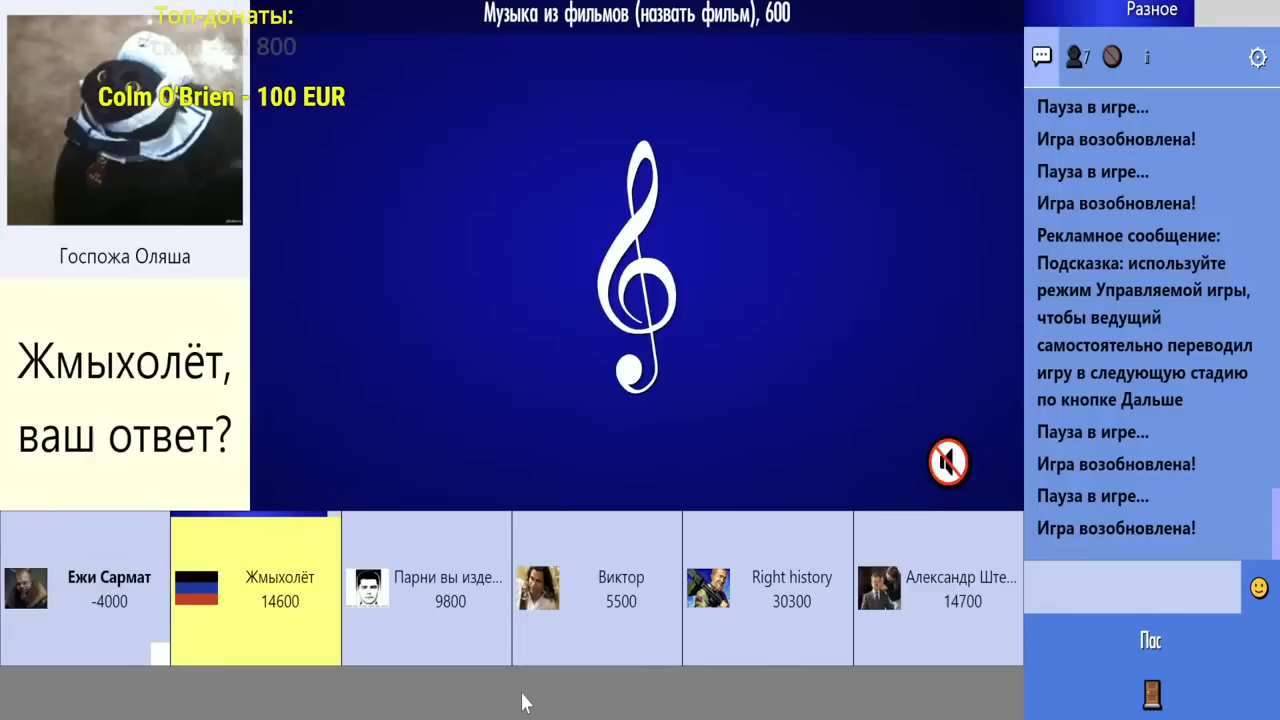 Топ-донаты:
800
Colm O'Brien - 100 EUR
Госпожа Оляша
Жмыхолёт,
ваш ответ?
Музыка из фильмов (назвать фильм), 600
Разное
7
i
Пауза в игре...
Игра возобновлена!
Пауза в игре...
Игра возобновлена!
Рекламное сообщение:
Подсказка: используйте
режим Управляемой игры,
чтобы ведущий
самостоятельно переводил
игру в следующую стадию
по кнопке Дальше
Пауза в игре...
Игра возобновлена!
Пауза в игре...
Игра возобновлена!
Ежи Сармат
-4000
Жмыхолёт
14600
Парни вы изде...
9800
Виктор
5500
Right history
30300
Александр Ште...
14700
Пас